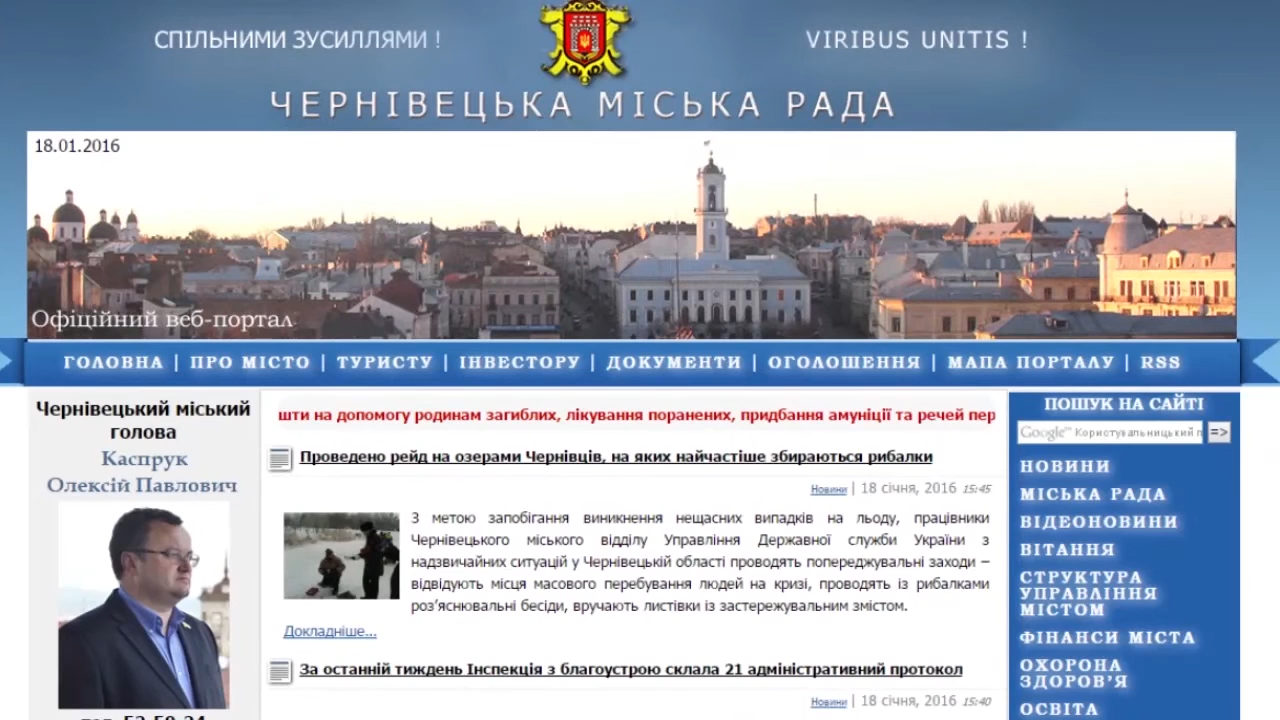 СПІЛЬНИМИ ЗУСИЛЛЯМИ !
VIRIBUS UNITIS !
ЧЕРНІВЕЦЬКА МІСЬКА РАДА
18.01.2016
Офіційний веб-портал
ГОЛОВНА | ПРО МІСТО | ТУРИСТУ | ІНВЕСТОРУ | ДОКУМЕНТИ | ОГОЛОШЕННЯ | МАПА ПОРТАЛУ | RSS
Чернівецький міський
голова
Каспрук
Олексій Павлович
шти на допомогу родинам загиблих, лікування поранених, придбання амуніції та речей пер
Проведено рейд на озерами Чернівців, на яких найчастіше збираються рибалки
Новини | 18 січня, 2016 15:45
З метою запобігання виникнення нещасних випадків на льоду, працівники
Чернівецького міського відділу Управління Державної служби України з
надзвичайних ситуацій у Чернівецькій області проводять попереджувальні заходи –
відвідують місця масового перебування людей на кризі, проводять із рибалками
роз’яснювальні бесіди, вручають листівки із застережувальним змістом.
Докладніше...
За останній тиждень Інспекція з благоустрою склала 21 адміністративний протокол
Новини | 18 січня, 2016 15:40
ПОШУК НА САЙТІ
Google™ Користувальницький п =>
НОВИНИ
МІСЬКА РАДА
ВІДЕОНОВИНИ
ВІТАННЯ
СТРУКТУРА
УПРАВЛІННЯ
МІСТОМ
ФІНАНСИ МІСТА
ОХОРОНА
ЗДОРОВ’Я
ОСВІТА